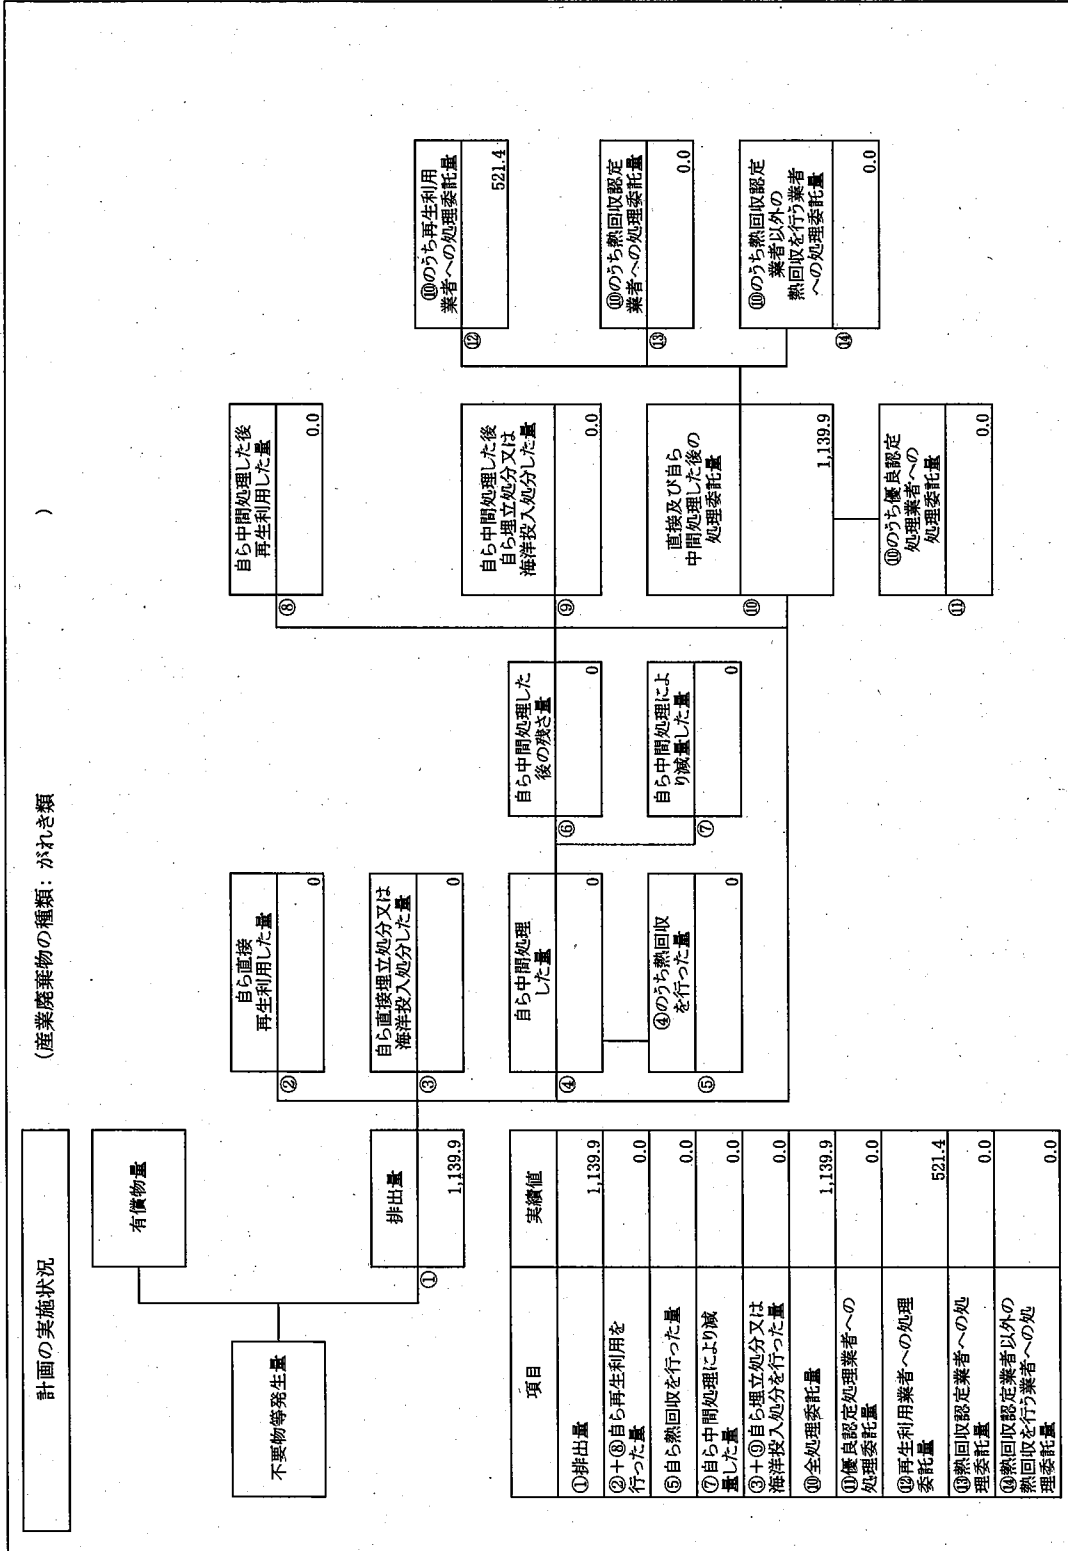 計画の実施状況
(産業廃棄物の種類: がれき類
)
不要物等発生量
有償物量
①
排出量
1,139.9
②
自ら直接
再生利用した量
0
③
自ら直接埋立処分又は
海洋投入処分した量
0
④
自ら中間処理
した量
0
⑤
④のうち熱回収
を行った量
0
⑥
自ら中間処理した
後の残さ量
0
⑦
自ら中間処理によ
り減量した量
0
⑧
自ら中間処理した後
再生利用した量
0.0
⑨
自ら中間処理した後
自ら埋立処分又は
海洋投入処分した量
0.0
⑩
直接及び自ら
中間処理した後の
処理委託量
1,139.9
⑪
⑩のうち優良認定
処理業者への
処理委託量
0.0
⑫
⑩のうち再生利用
業者への処理委託量
521.4
⑬
⑩のうち熱回収認定
業者への処理委託量
0.0
⑭
⑩のうち熱回収認定
業者以外の
熱回収を行う業者
への処理委託量
0.0
項目
実績値
①排出量
1,139.9
②+⑧自ら再生利用を
行った量
0.0
⑤自ら熱回収を行った量
0.0
⑦自ら中間処理により減
量した量
0.0
③+⑨自ら埋立処分又は
海洋投入処分を行った量
0.0
⑩全処理委託量
1,139.9
⑪優良認定処理業者への
処理委託量
0.0
⑫再生利用業者への処理
委託量
521.4
⑬熱回収認定業者への処
理委託量
0.0
⑭熱回収認定業者以外の
熱回収を行う業者への処
理委託量
0.0